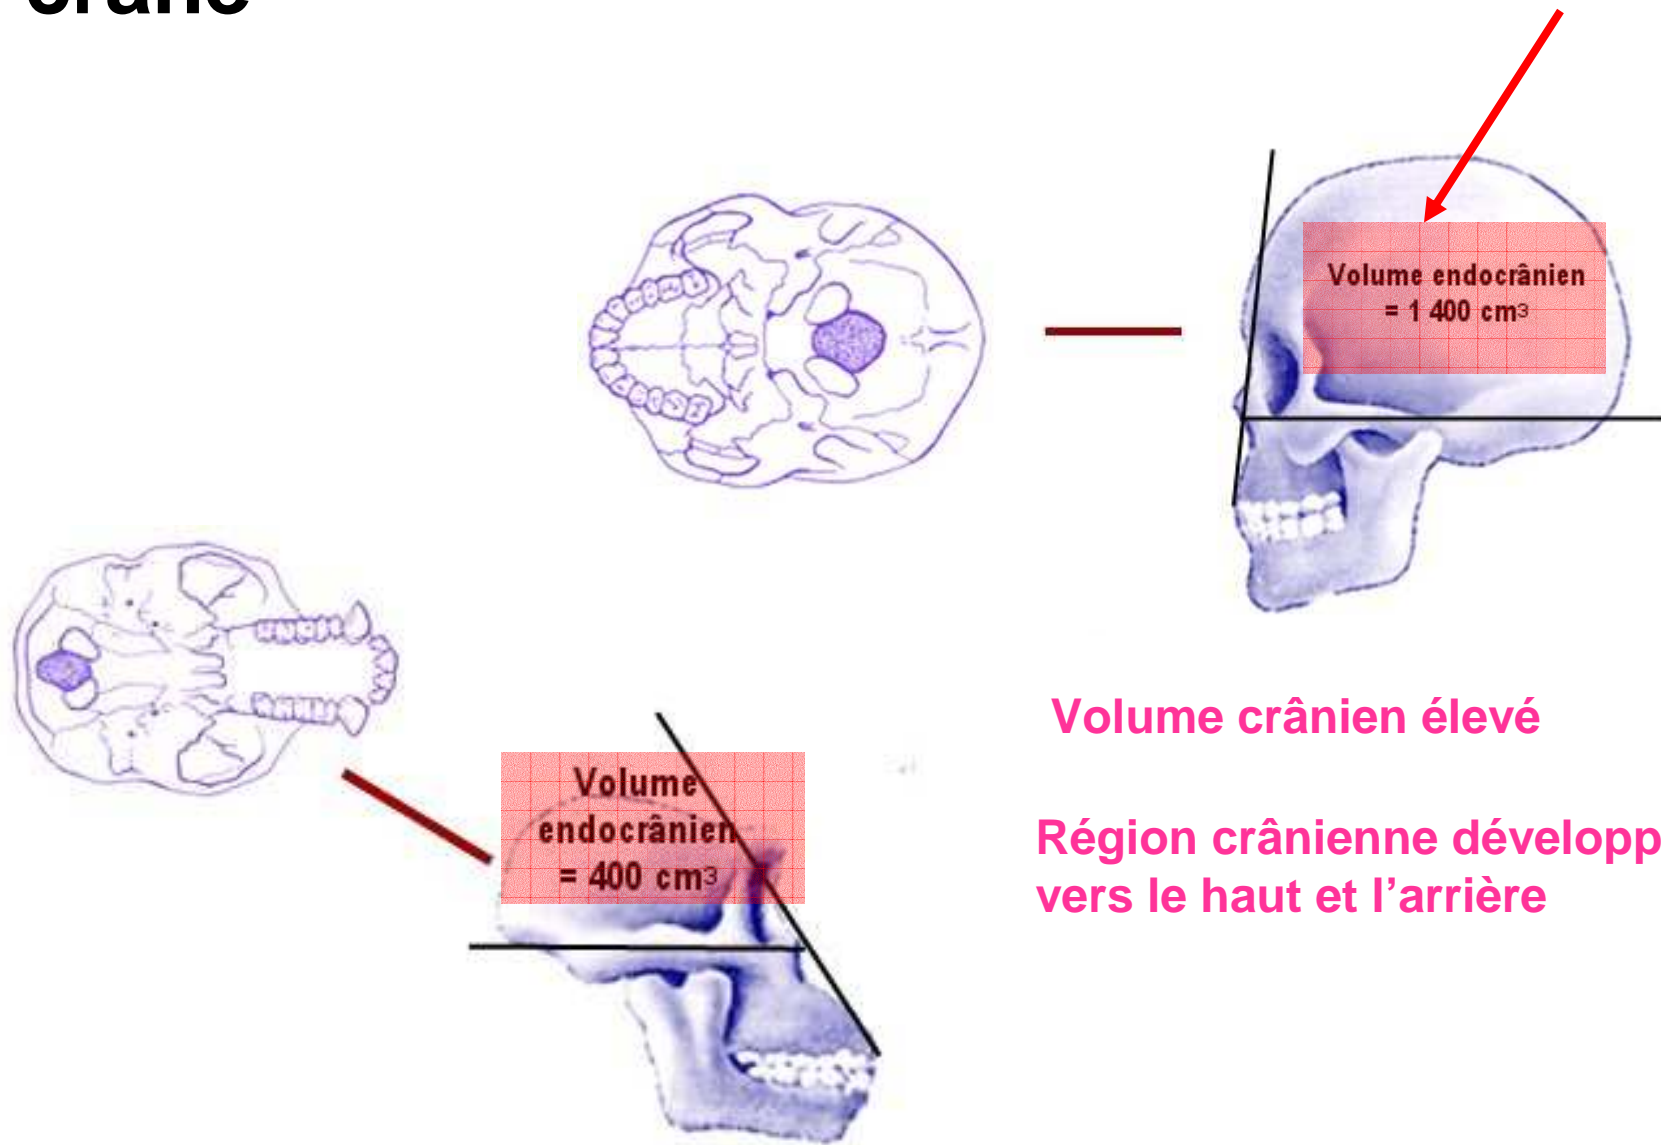 crâne
Volume endocrânien
= 1 400 cm³
Volume
endocrânien
= 400 cm³
Volume crânien élevé
Région crânienne développ
vers le haut et l’arrière